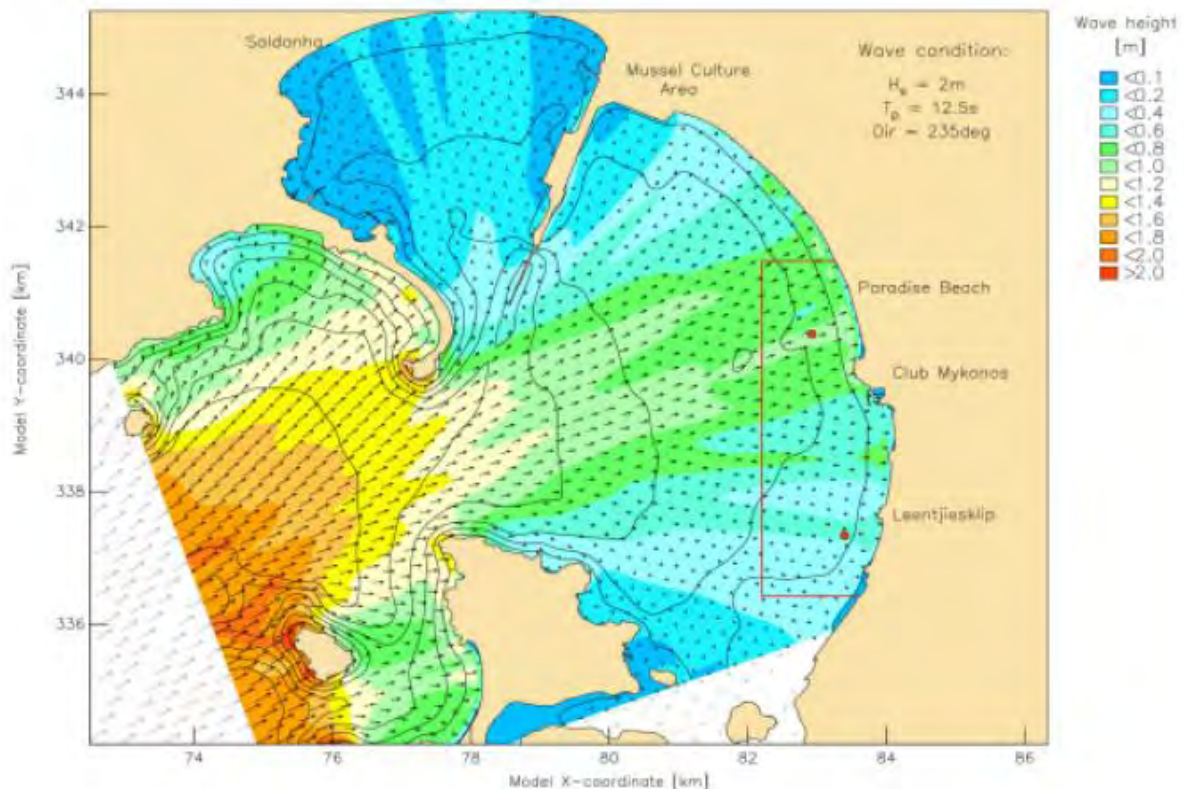 Saldanha
Mussel Culture
Area
Wave condition:
Hs = 2m
Tp = 12.5s
Dir = 235deg
Wave height
[m]
<0.1
<0.2
<0.4
<0.6
<0.8
<1.0
<1.2
<1.4
<1.6
<1.8
<2.0
>2.0
Paradise Beach
Club Mykonos
Leentjiesklip
344
342
340
338
336
Model Y-coordinate [km]
74
76
78
80
82
84
86
Model X-coordinate [km]